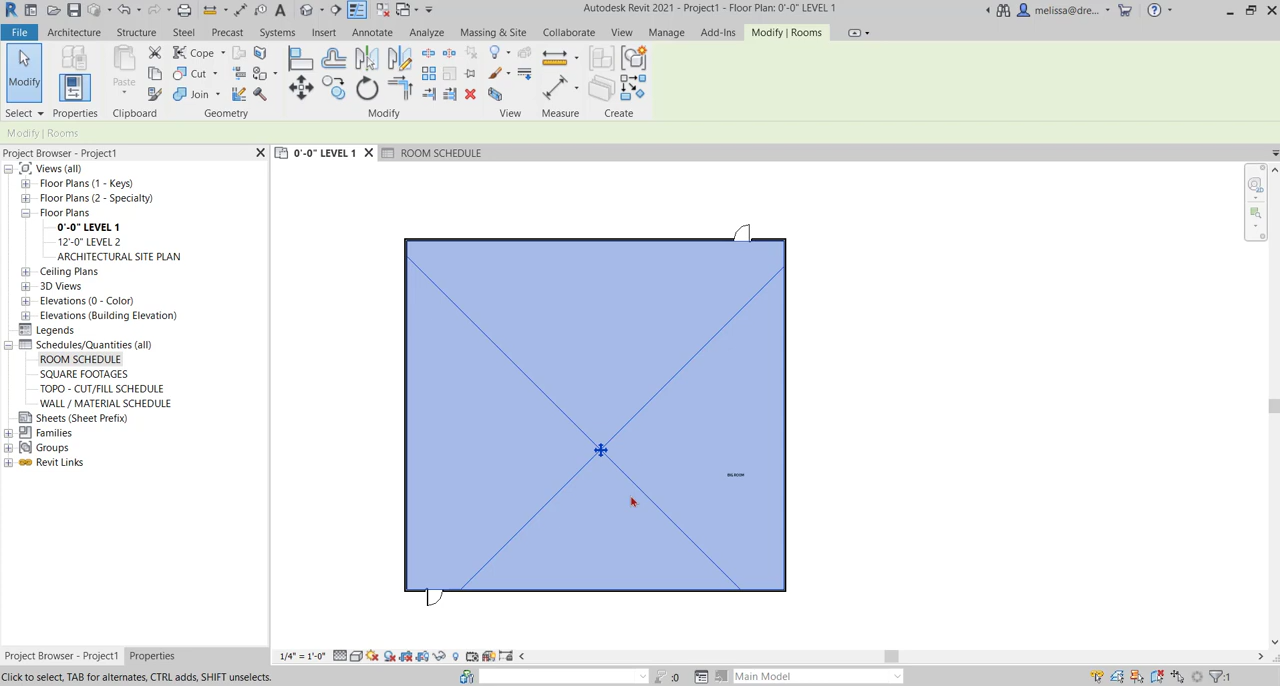 Autodesk Revit 2021 - Project1 - Floor Plan: 0'-0" LEVEL 1
melissa@dre...
File Architecture Structure Steel Precast Systems Insert Annotate Analyze Massing & Site Collaborate View Manage Add-Ins Modify | Rooms
Modify Paste Cope Cut Join
Select Properties Clipboard Geometry Modify View Measure Create
Modify | Rooms
Project Browser - Project1
0'-0" LEVEL 1 ROOM SCHEDULE
Views (all)
Floor Plans (1 - Keys)
Floor Plans (2 - Specialty)
Floor Plans
0'-0" LEVEL 1
12'-0" LEVEL 2
ARCHITECTURAL SITE PLAN
Ceiling Plans
3D Views
Elevations (0 - Color)
Elevations (Building Elevation)
Legends
Schedules/Quantities (all)
ROOM SCHEDULE
SQUARE FOOTAGES
TOPO - CUT/FILL SCHEDULE
WALL / MATERIAL SCHEDULE
Sheets (Sheet Prefix)
Families
Groups
Revit Links
Project Browser - Project1 Properties
1/4" = 1'-0"
Click to select, TAB for alternates, CTRL adds, SHIFT unselects.
:0
Main Model
:1